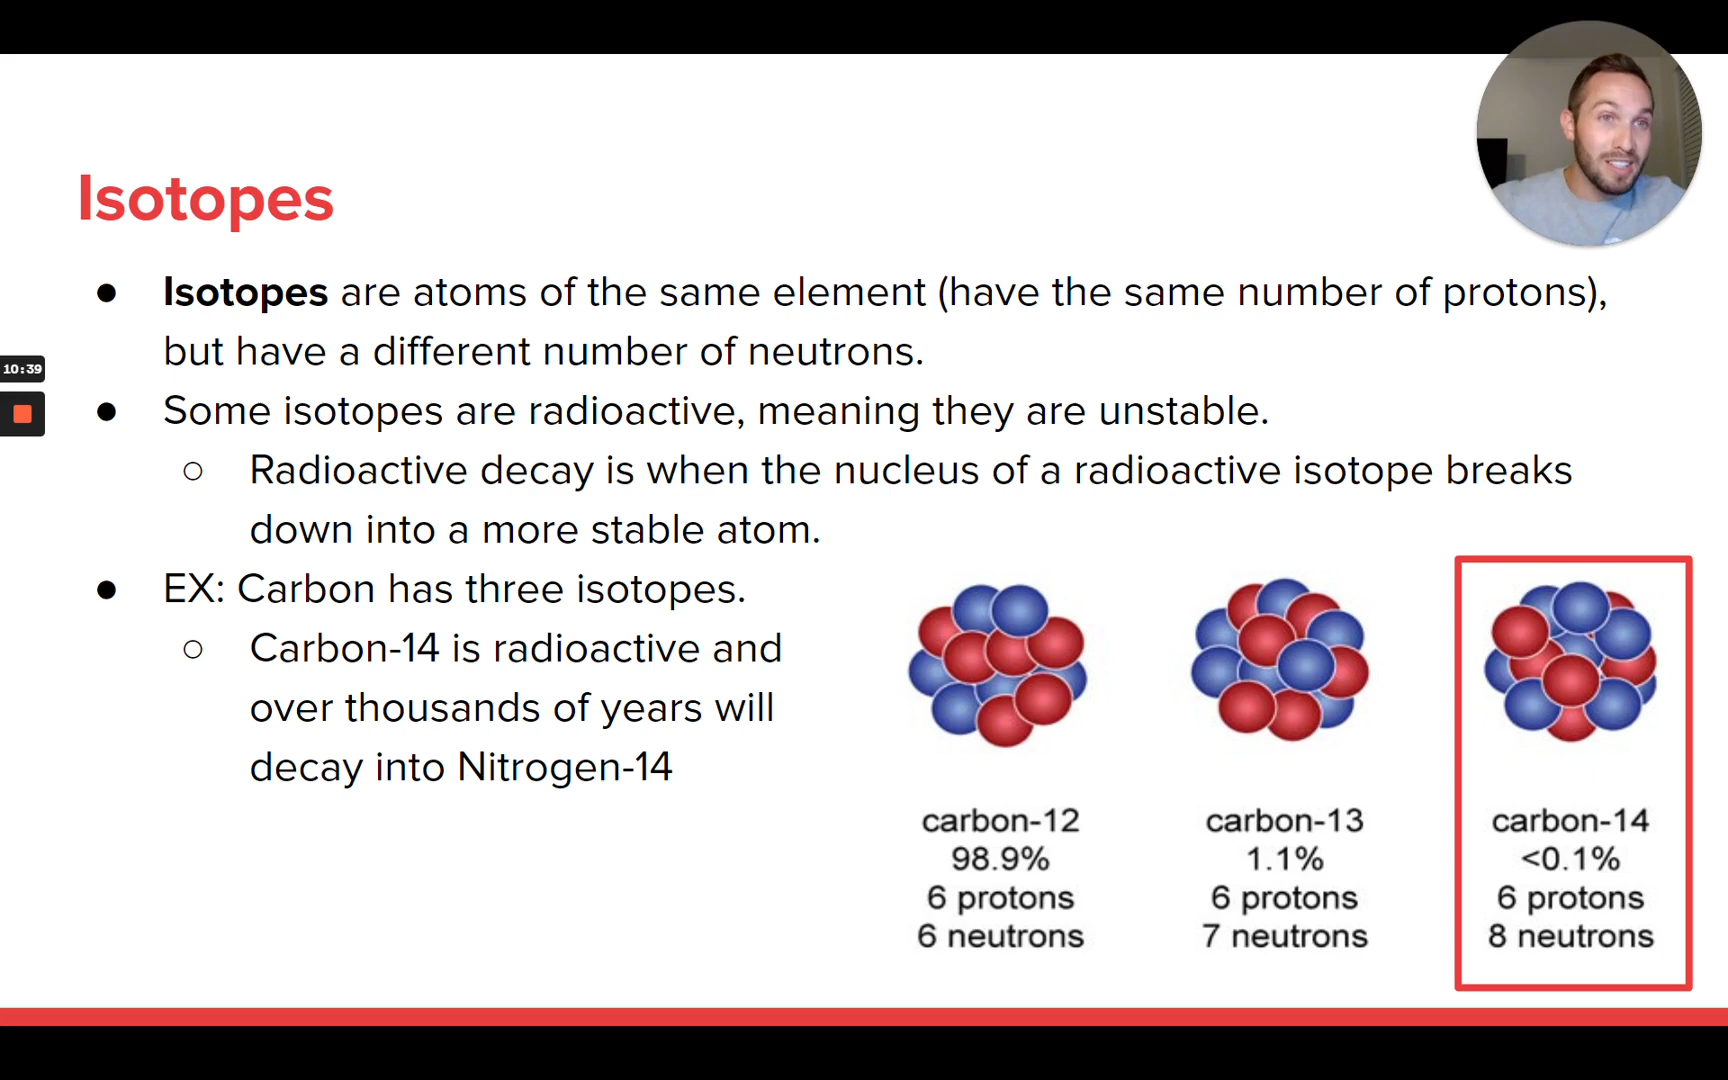 Isotopes
● Isotopes are atoms of the same element (have the same number of protons),
but have a different number of neutrons.
10:39
● Some isotopes are radioactive, meaning they are unstable.
○ Radioactive decay is when the nucleus of a radioactive isotope breaks
down into a more stable atom.
● EX: Carbon has three isotopes.
○ Carbon-14 is radioactive and
over thousands of years will
decay into Nitrogen-14
carbon-12
98.9%
6 protons
6 neutrons
carbon-13
1.1%
6 protons
7 neutrons
carbon-14
<0.1%
6 protons
8 neutrons